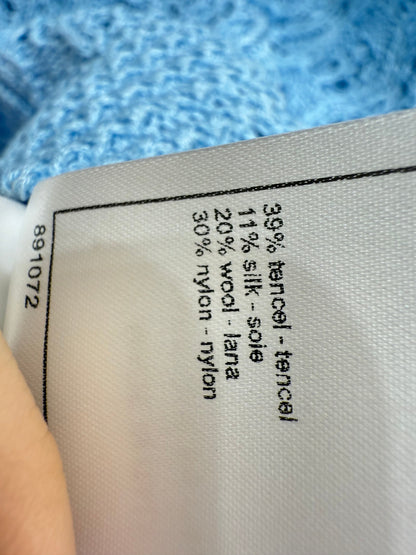 39% tencel - tencel
11% silk - soie
20% wool - lana
30% nylon - nylon
891072